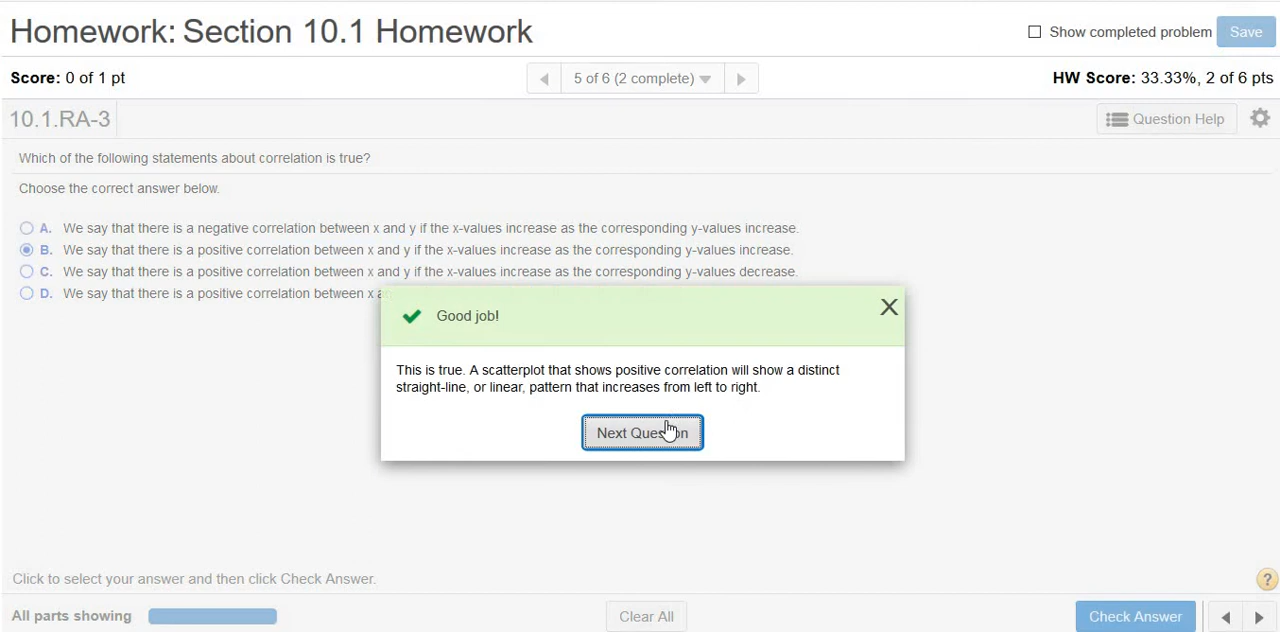 Homework: Section 10.1 Homework
Show completed problem Save
Score: 0 of 1 pt
5 of 6 (2 complete)
HW Score: 33.33%, 2 of 6 pts
10.1.RA-3
Question Help
Which of the following statements about correlation is true?
Choose the correct answer below.
A. We say that there is a negative correlation between x and y if the x-values increase as the corresponding y-values increase.
B. We say that there is a positive correlation between x and y if the x-values increase as the corresponding y-values increase.
C. We say that there is a positive correlation between x and y if the x-values increase as the corresponding y-values decrease.
D. We say that there is a positive correlation between x
Good job!
X
This is true. A scatterplot that shows positive correlation will show a distinct
straight-line, or linear, pattern that increases from left to right.
Next
Click to select your answer and then click Check Answer.
?
All parts showing
Clear All
Check Answer